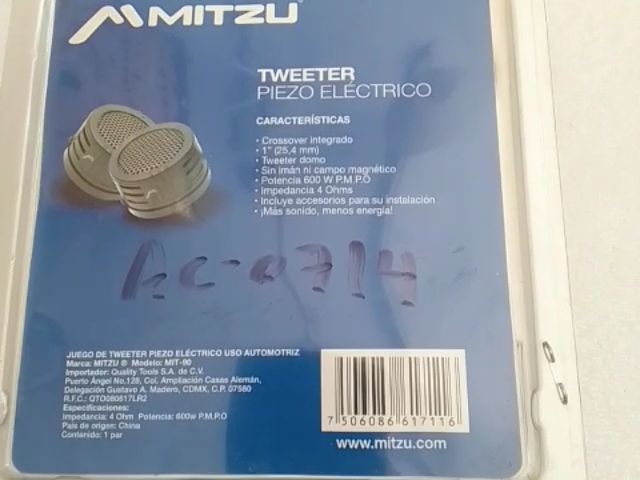 MITZU
TWEETER
PIEZO ELÉCTRICO
CARACTERÍSTICAS
• Crossover integrado
• 1" (25,4 mm)
• Tweeter domo
• Sin imán ni campo magnético
• Potencia 600 W P.M.P.O
• Impedancia 4 Ohms
• Incluye accesorios para su instalación
• ¡Más sonido, menos energía!
AC-0714
JUEGO DE TWEETER PIEZO ELÉCTRICO USO AUTOMOTRIZ
Marca: MITZU ® Modelo: MIT-90
Importador: Quality Tools S.A. de C.V.
Puerto Ángel No.128, Col. Ampliación Casas Alemán,
Delegación Gustavo A. Madero, CDMX, C.P. 07580
R.F.C.: QTO080617LR2
Especificaciones:
Impedancia: 4 Ohm Potencia: 600w P.M.P.O
País de origen: China
Contenido: 1 par
7 506086 617116
www.mitzu.com